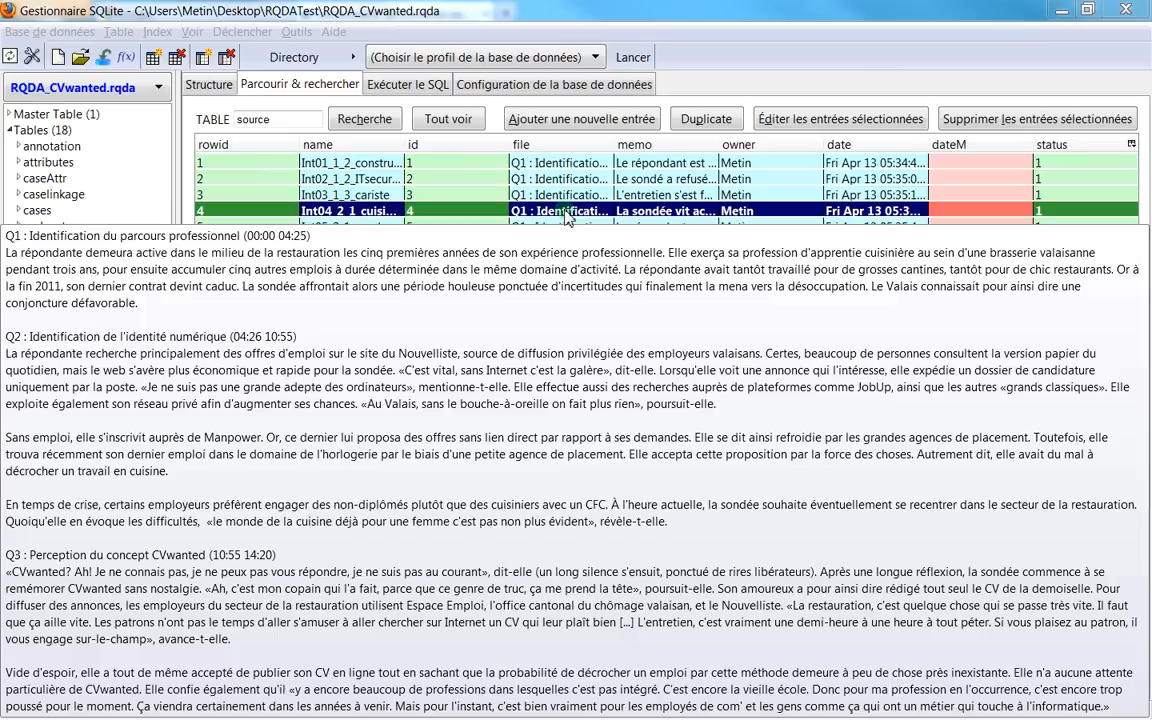 Gestionnaire SQLite - C:\Users\Metin\Desktop\RQDATest\RQDA_CVwanted.rqda
Base de données Table Index Voir Déclencher Outils Aide
f(x) Directory (Choisir le profil de la base de données) Lancer
RQDA_CVwanted.rqda
Structure Parcourir & rechercher Exécuter le SQL Configuration de la base de données
Master Table (1)
Tables (18)
annotation
attributes
caseAttr
caselinkage
cases
TABLE source Recherche Tout voir Ajouter une nouvelle entrée Duplicate Éditer les entrées sélectionnées Supprimer les entrées sélectionnées
rowid name id file memo owner date dateM status
1 Int01_1_2_constru... 1 Q1 : Identificatio... Le répondant est ... Metin Fri Apr 13 05:34:4... 1
2 Int02_1_2_ITsecur... 2 Q1 : Identificatio... Le sondé a refusé... Metin Fri Apr 13 05:35:0... 1
3 Int03_1_3_cariste 3 Q1 : Identificatio... L'entretien s'est f... Metin Fri Apr 13 05:35:1... 1
4 Int04_2_1_cuisi... 4 Q1 : Identificati... La sondée vit ac... Metin Fri Apr 13 05:3... 1
Q1 : Identification du parcours professionnel (00:00 04:25)
La répondante demeura active dans le milieu de la restauration les cinq premières années de son expérience professionnelle. Elle exerça sa profession d'apprentie cuisinière au sein d'une brasserie valaisanne
pendant trois ans, pour ensuite accumuler cinq autres emplois à durée déterminée dans le même domaine d'activité. La répondante avait tantôt travaillé pour de grosses cantines, tantôt pour de chic restaurants. Or à
la fin 2011, son dernier contrat devint caduc. La sondée affrontait alors une période houleuse ponctuée d'incertitudes qui finalement la mena vers la désoccupation. Le Valais connaissait pour ainsi dire une
conjoncture défavorable.
Q2 : Identification de l'identité numérique (04:26 10:55)
La répondante recherche principalement des offres d'emploi sur le site du Nouvelliste, source de diffusion privilégiée des employeurs valaisans. Certes, beaucoup de personnes consultent la version papier du
quotidien, mais le web s'avère plus économique et rapide pour la sondée. «C'est vital, sans Internet c'est la galère», dit-elle. Lorsqu'elle voit une annonce qui l'intéresse, elle expédie un dossier de candidature
uniquement par la poste. «Je ne suis pas une grande adepte des ordinateurs», mentionne-t-elle. Elle effectue aussi des recherches auprès de plateformes comme JobUp, ainsi que les autres «grands classiques». Elle
exploite également son réseau privé afin d'augmenter ses chances. «Au Valais, sans le bouche-à-oreille on fait plus rien», poursuit-elle.
Sans emploi, elle s'inscrivit auprès de Manpower. Or, ce dernier lui proposa des offres sans lien direct par rapport à ses demandes. Elle se dit ainsi refroidie par les grandes agences de placement. Toutefois, elle
trouva récemment son dernier emploi dans le domaine de l'horlogerie par le biais d'une petite agence de placement. Elle accepta cette proposition par la force des choses. Autrement dit, elle avait du mal à
décrocher un travail en cuisine.
En temps de crise, certains employeurs préfèrent engager des non-diplômés plutôt que des cuisiniers avec un CFC. À l'heure actuelle, la sondée souhaite éventuellement se recentrer dans le secteur de la restauration.
Quoiqu'elle en évoque les difficultés, «le monde de la cuisine déjà pour une femme c'est pas non plus évident», révèle-t-elle.
Q3 : Perception du concept CVwanted (10:55 14:20)
«CVwanted? Ah! Je ne connais pas, je ne peux pas vous répondre, je ne suis pas au courant», dit-elle (un long silence s'ensuit, ponctué de rires libérateurs). Après une longue réflexion, la sondée commence à se
remémorer CVwanted sans nostalgie. «Ah, c'est mon copain qui l'a fait, parce que ce genre de truc, ça me prend la tête», poursuit-elle. Son amoureux a pour ainsi dire rédigé tout seul le CV de la demoiselle. Pour
diffuser des annonces, les employeurs du secteur de la restauration utilisent Espace Emploi, l'office cantonal du chômage valaisan, et le Nouvelliste. «La restauration, c'est quelque chose qui se passe très vite. Il faut
que ça aille vite. Les patrons n'ont pas le temps d'aller s'amuser à aller chercher sur Internet un CV qui leur plaît bien [...] L'entretien, c'est vraiment une demi-heure à une heure à tout péter. Si vous plaisez au patron, il
vous engage sur-le-champ», avance-t-elle.
Vide d'espoir, elle a tout de même accepté de publier son CV en ligne tout en sachant que la probabilité de décrocher un emploi par cette méthode demeure à peu de chose près inexistante. Elle n'a aucune attente
particulière de CVwanted. Elle confie également qu'il «y a encore beaucoup de professions dans lesquelles c'est pas intégré. C'est encore la vieille école. Donc pour ma profession en l'occurrence, c'est encore trop
poussé pour le moment. Ça viendra certainement dans les années à venir. Mais pour l'instant, c'est bien vraiment pour les employés de com' et les gens comme ça qui ont un métier qui touche à l'informatique.»